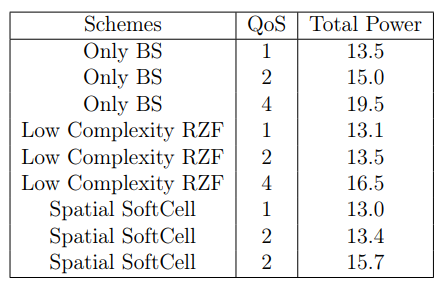 Schemes QoS Total Power
Only BS 1 13.5
Only BS 2 15.0
Only BS 4 19.5
Low Complexity RZF 1 13.1
Low Complexity RZF 2 13.5
Low Complexity RZF 4 16.5
Spatial SoftCell 1 13.0
Spatial SoftCell 2 13.4
Spatial SoftCell 2 15.7